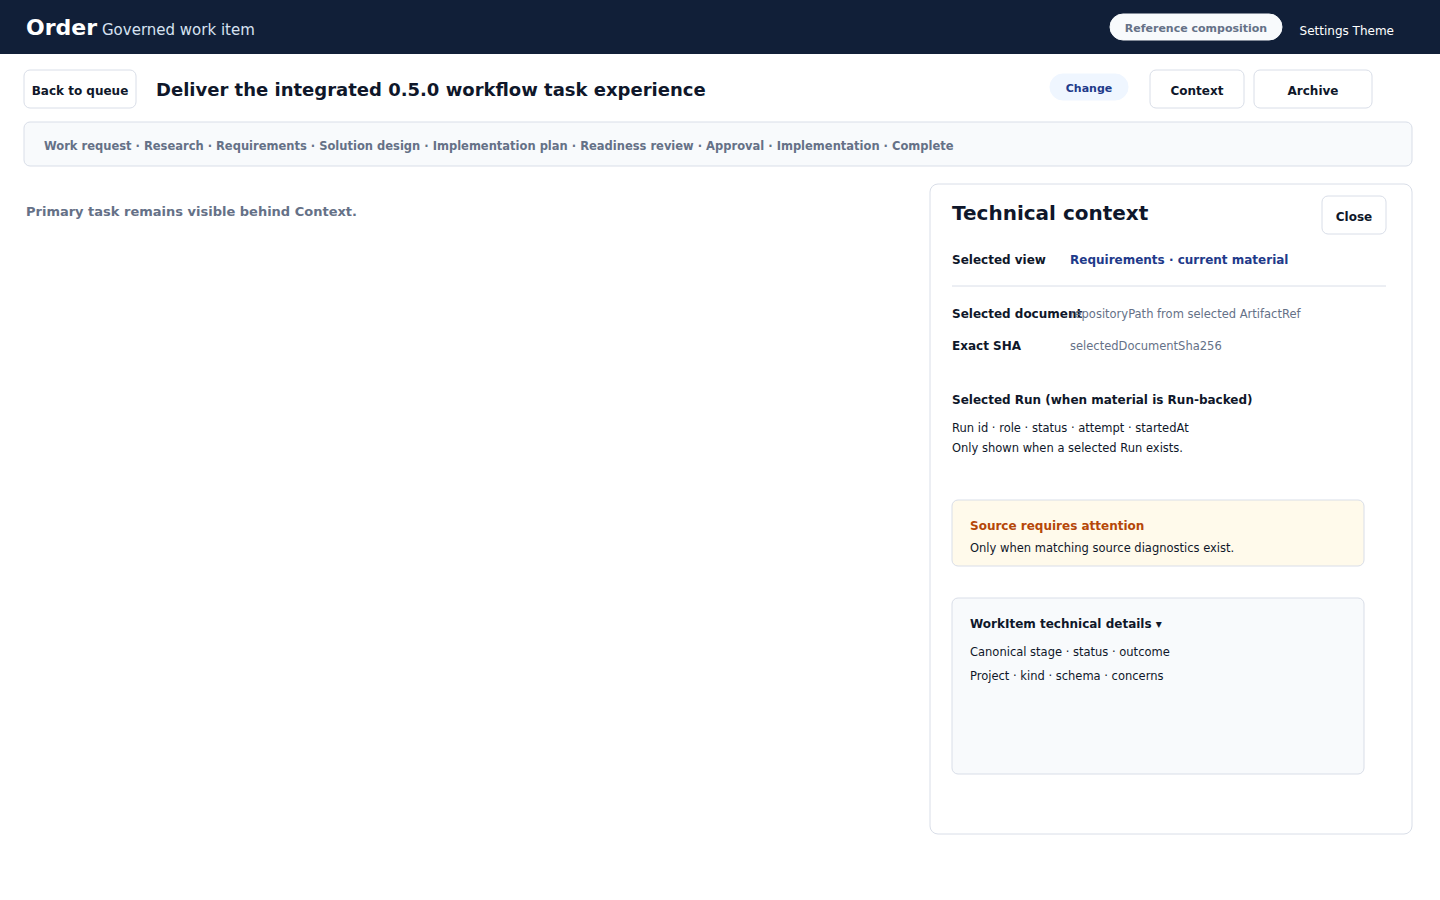 Order Governed work item
Reference composition
Settings Theme
Back to queue
Deliver the integrated 0.5.0 workflow task experience
Change
Context
Archive
Work request · Research · Requirements · Solution design · Implementation plan · Readiness review · Approval · Implementation · Complete
Primary task remains visible behind Context.
Technical context
Close
Selected view Requirements · current material
Selected document repositoryPath from selected ArtifactRef
Exact SHA selectedDocumentSha256
Selected Run (when material is Run-backed)
Run id · role · status · attempt · startedAt
Only shown when a selected Run exists.
Source requires attention
Only when matching source diagnostics exist.
WorkItem technical details ▾
Canonical stage · status · outcome
Project · kind · schema · concerns